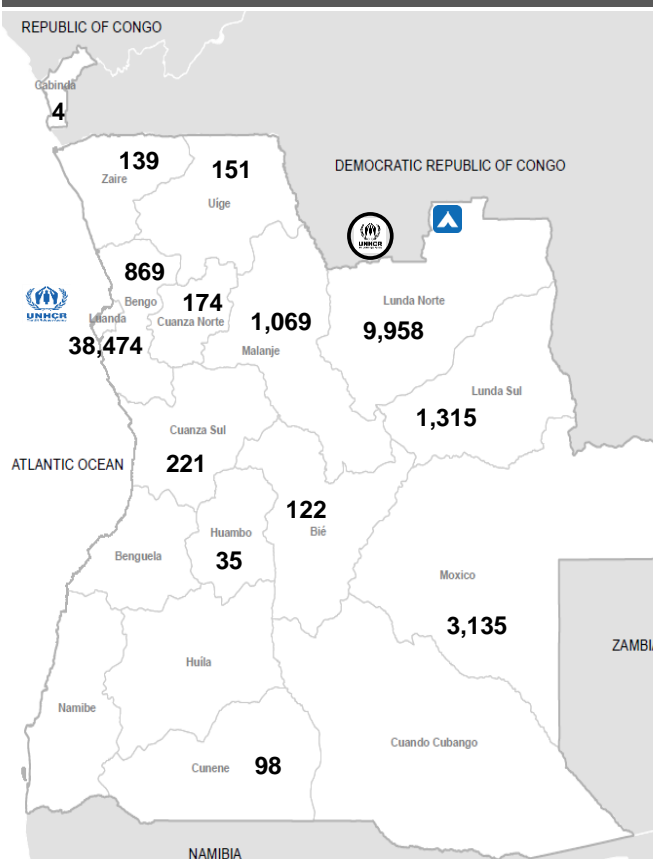 REPUBLIC OF CONGO
Cabinda
4
139
Zaire
151
Uige
DEMOCRATIC REPUBLIC OF CONGO
UNHCR
869
Bengo
174
Cuanza Norte
1,069
Malanje
Lunda Norte
9,958
UNHCR
Luanda
38,474
Lunda Sul
1,315
Cuanza Sul
221
ATLANTIC OCEAN
122
Bié
Huambo
35
Benguela
Moxico
3,135
ZAMBI
Huila
Namibe
Cuando Cubango
Cunene 98
NAMIBIA